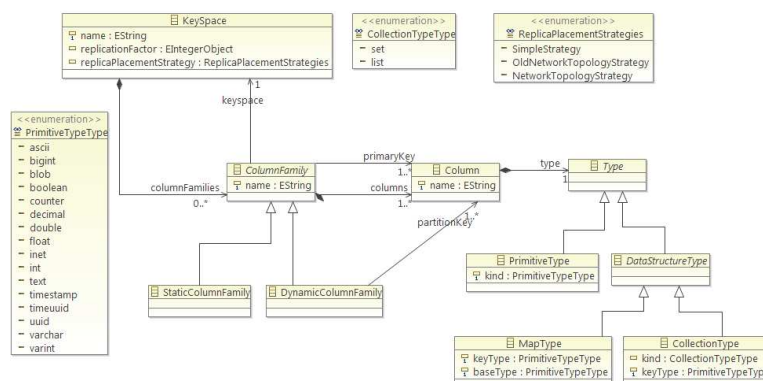 KeySpace
name : EString
replicationFactor : EIntegerObject
replicaPlacementStrategy : ReplicaPlacementStrategies
<<enumeration>>
CollectionTypeType
set
list
<<enumeration>>
ReplicaPlacementStrategies
SimpleStrategy
OldNetworkTopologyStrategy
NetworkTopologyStrategy
1
keyspace
<<enumeration>>
PrimitiveTypeType
ascii
bigint
blob
boolean
counter
decimal
double
float
inet
int
text
timestamp
timeuuid
uuid
varchar
varint
columnFamilies
0..*
ColumnFamily
name : EString
primaryKey
1..*
columns
1..*
Column
name : EString
type
1
Type
partitionKey
1..*
StaticColumnFamily
DynamicColumnFamily
PrimitiveType
kind : PrimitiveTypeType
DataStructureType
MapType
keyType : PrimitiveTypeType
baseType : PrimitiveTypeType
CollectionType
kind : CollectionTypeType
keyType : PrimitiveTypeTyp